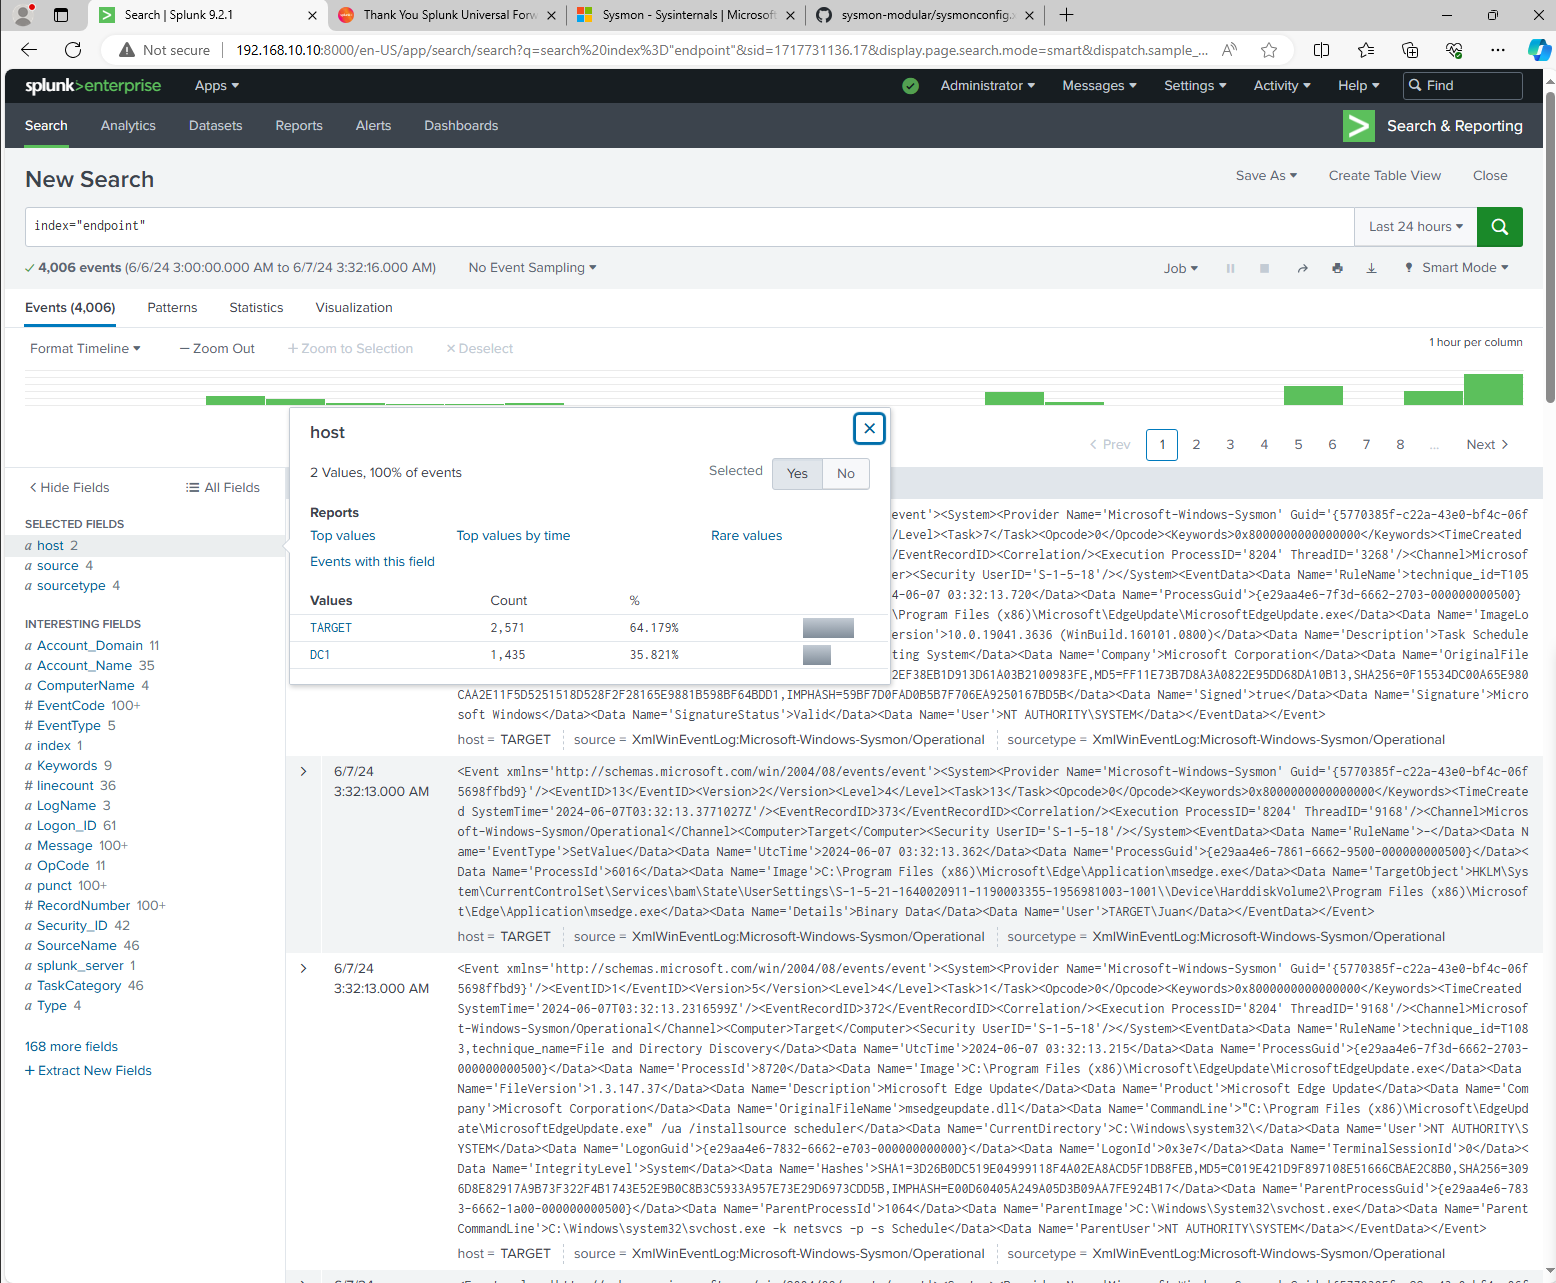 Search | Splunk 9.2.1
Thank You Splunk Universal Forw
Sysmon - Sysinternals | Microsoft
sysmon-modular/sysmonconfig.x
Not secure
192.168.10.10:8000/en-US/app/search/search?q=search%20index%3D"endpoint"&sid=1717731136.17&display.page.search.mode=smart&dispatch.sample_...
splunk>enterprise
Apps
Administrator
Messages
Settings
Activity
Help
Find
Search
Analytics
Datasets
Reports
Alerts
Dashboards
Search & Reporting
New Search
Save As
Create Table View
Close
index="endpoint"
Last 24 hours
4,006 events (6/6/24 3:00:00.000 AM to 6/7/24 3:32:16.000 AM)
No Event Sampling
Job
Smart Mode
Events (4,006)
Patterns
Statistics
Visualization
Format Timeline
— Zoom Out
+ Zoom to Selection
× Deselect
1 hour per column
< Prev
1
2
3
4
5
6
7
8
...
Next >
< Hide Fields
All Fields
SELECTED FIELDS
a host 2
a source 4
a sourcetype 4
INTERESTING FIELDS
a Account_Domain 11
a Account_Name 35
a ComputerName 4
# EventCode 100+
# EventType 5
a index 1
a Keywords 9
# linecount 36
a LogName 3
a Logon_ID 61
a Message 100+
a OpCode 11
a punct 100+
# RecordNumber 100+
a Security_ID 42
a SourceName 46
a splunk_server 1
a TaskCategory 46
a Type 4
168 more fields
+ Extract New Fields
host
2 Values, 100% of events
Selected
Yes
No
Reports
Top values
Top values by time
Rare values
Events with this field
Values Count %
TARGET 2,571 64.179%
DC1 1,435 35.821%
event'><System><Provider Name='Microsoft-Windows-Sysmon' Guid='{5770385f-c22a-43e0-bf4c-06f
/Level><Task>7</Task><Opcode>0</Opcode><Keywords>0x8000000000000000</Keywords><TimeCreated
/EventRecordID><Correlation/><Execution ProcessID='8204' ThreadID='3268'/><Channel>Microsof
er><Security UserID='S-1-5-18'/></System><EventData><Data Name='RuleName'>technique_id=T105
4-06-07 03:32:13.720</Data><Data Name='ProcessGuid'>{e29aa4e6-7f3d-6662-2703-000000000500}
\Program Files (x86)\Microsoft\EdgeUpdate\MicrosoftEdgeUpdate.exe</Data><Data Name='ImageLo
ersion'>10.0.19041.3636 (WinBuild.160101.0800)</Data><Data Name='Description'>Task Schedule
ting System</Data><Data Name='Company'>Microsoft Corporation</Data><Data Name='OriginalFile
2EF38EB1D913D61A03B2100983FE,MD5=FF11E73B7D8A3A0822E95DD68DA10B13,SHA256=0F15534DC00A65E980
CAA2E11F5D5251518D528F2F28165E9881B598BF64BDD1,IMPHASH=59BF7D0FAD0B5B7F706EA9250167BD5B</Data><Data Name='Signed'>true</Data><Data Name='Signature'>Micro
soft Windows</Data><Data Name='SignatureStatus'>Valid</Data><Data Name='User'>NT AUTHORITY\SYSTEM</Data></EventData></Event>
host = TARGET source = XmlWinEventLog:Microsoft-Windows-Sysmon/Operational sourcetype = XmlWinEventLog:Microsoft-Windows-Sysmon/Operational
6/7/24
3:32:13.000 AM
<Event xmlns='http://schemas.microsoft.com/win/2004/08/events/event'><System><Provider Name='Microsoft-Windows-Sysmon' Guid='{5770385f-c22a-43e0-bf4c-06f
5698ffbd9}'/><EventID>13</EventID><Version>2</Version><Level>4</Level><Task>13</Task><Opcode>0</Opcode><Keywords>0x8000000000000000</Keywords><TimeCreate
d SystemTime='2024-06-07T03:32:13.3771027Z'/><EventRecordID>373</EventRecordID><Correlation/><Execution ProcessID='8204' ThreadID='9168'/><Channel>Micros
oft-Windows-Sysmon/Operational</Channel><Computer>Target</Computer><Security UserID='S-1-5-18'/></System><EventData><Data Name='RuleName'>-</Data><Data N
ame='EventType'>SetValue</Data><Data Name='UtcTime'>2024-06-07 03:32:13.362</Data><Data Name='ProcessGuid'>{e29aa4e6-7861-6662-9500-000000000500}</Data><
Data Name='ProcessId'>6016</Data><Data Name='Image'>C:\Program Files (x86)\Microsoft\Edge\Application\msedge.exe</Data><Data Name='TargetObject'>HKLM\Sys
tem\CurrentControlSet\Services\bam\State\UserSettings\S-1-5-21-1640020911-1190003355-1956981003-1001\\Device\HarddiskVolume2\Program Files (x86)\Microsof
t\Edge\Application\msedge.exe</Data><Data Name='Details'>Binary Data</Data><Data Name='User'>TARGET\Juan</Data></EventData></Event>
host = TARGET source = XmlWinEventLog:Microsoft-Windows-Sysmon/Operational sourcetype = XmlWinEventLog:Microsoft-Windows-Sysmon/Operational
6/7/24
3:32:13.000 AM
<Event xmlns='http://schemas.microsoft.com/win/2004/08/events/event'><System><Provider Name='Microsoft-Windows-Sysmon' Guid='{5770385f-c22a-43e0-bf4c-06f
5698ffbd9}'/><EventID>1</EventID><Version>5</Version><Level>4</Level><Task>1</Task><Opcode>0</Opcode><Keywords>0x8000000000000000</Keywords><TimeCreated
SystemTime='2024-06-07T03:32:13.2316599Z'/><EventRecordID>372</EventRecordID><Correlation/><Execution ProcessID='8204' ThreadID='9168'/><Channel>Microsof
t-Windows-Sysmon/Operational</Channel><Computer>Target</Computer><Security UserID='S-1-5-18'/></System><EventData><Data Name='RuleName'>technique_id=T108
3,technique_name=File and Directory Discovery</Data><Data Name='UtcTime'>2024-06-07 03:32:13.215</Data><Data Name='ProcessGuid'>{e29aa4e6-7f3d-6662-2703-
000000000500}</Data><Data Name='ProcessId'>8720</Data><Data Name='Image'>C:\Program Files (x86)\Microsoft\EdgeUpdate\MicrosoftEdgeUpdate.exe</Data><Data
Name='FileVersion'>1.3.147.37</Data><Data Name='Description'>Microsoft Edge Update</Data><Data Name='Product'>Microsoft Edge Update</Data><Data Name='Com
pany'>Microsoft Corporation</Data><Data Name='OriginalFileName'>msedgeupdate.dll</Data><Data Name='CommandLine'>"C:\Program Files (x86)\Microsoft\EdgeUpd
ate\MicrosoftEdgeUpdate.exe" /ua /installsource scheduler</Data><Data Name='CurrentDirectory'>C:\Windows\system32\</Data><Data Name='User'>NT AUTHORITY\S
YSTEM</Data><Data Name='LogonGuid'>{e29aa4e6-7832-6662-e703-000000000000}</Data><Data Name='LogonId'>0x3e7</Data><Data Name='TerminalSessionId'>0</Data><
Data Name='IntegrityLevel'>System</Data><Data Name='Hashes'>SHA1=3D26B0DC519E04999118F4A02EA8ACD5F1DB8FEB,MD5=C019E421D9F897108E51666CBAE2C8B0,SHA256=309
6D8E82917A9B73F322F4B1743E52E9B0C8B3C5933A957E73E29D6973CDD5B,IMPHASH=E00D60405A249A05D3B09AA7FE924B17</Data><Data Name='ParentProcessGuid'>{e29aa4e6-783
3-6662-1a00-000000000500}</Data><Data Name='ParentProcessId'>1064</Data><Data Name='ParentImage'>C:\Windows\System32\svchost.exe</Data><Data Name='Parent
CommandLine'>C:\Windows\system32\svchost.exe -k netsvcs -p -s Schedule</Data><Data Name='ParentUser'>NT AUTHORITY\SYSTEM</Data></EventData></Event>
host = TARGET source = XmlWinEventLog:Microsoft-Windows-Sysmon/Operational sourcetype = XmlWinEventLog:Microsoft-Windows-Sysmon/Operational